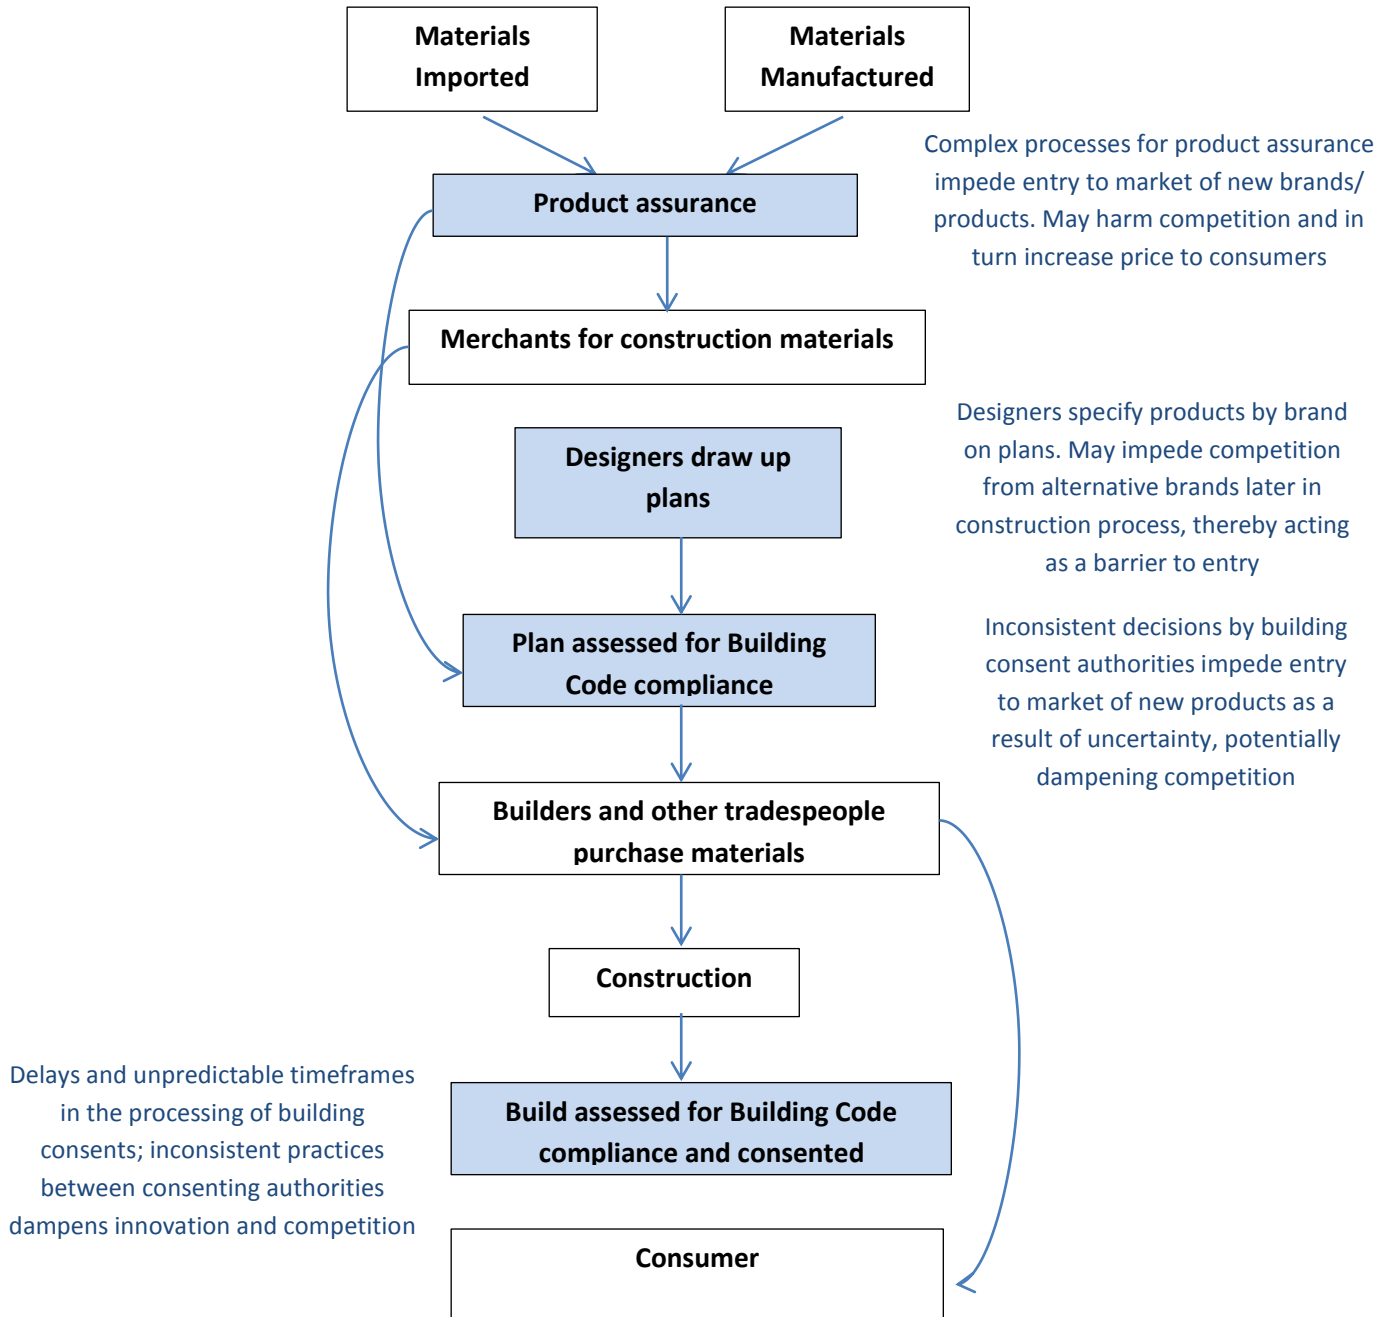 Materials
Imported
Materials
Manufactured
Complex processes for product assurance
impede entry to market of new brands/
products. May harm competition and in
turn increase price to consumers
Product assurance
Merchants for construction materials
Designers draw up
plans
Designers specify products by brand
on plans. May impede competition
from alternative brands later in
construction process, thereby acting
as a barrier to entry
Plan assessed for Building
Code compliance
Inconsistent decisions by building
consent authorities impede entry
to market of new products as a
result of uncertainty, potentially
dampening competition
Builders and other tradespeople
purchase materials
Construction
Delays and unpredictable timeframes
in the processing of building
consents; inconsistent practices
between consenting authorities
dampens innovation and competition
Build assessed for Building Code
compliance and consented
Consumer